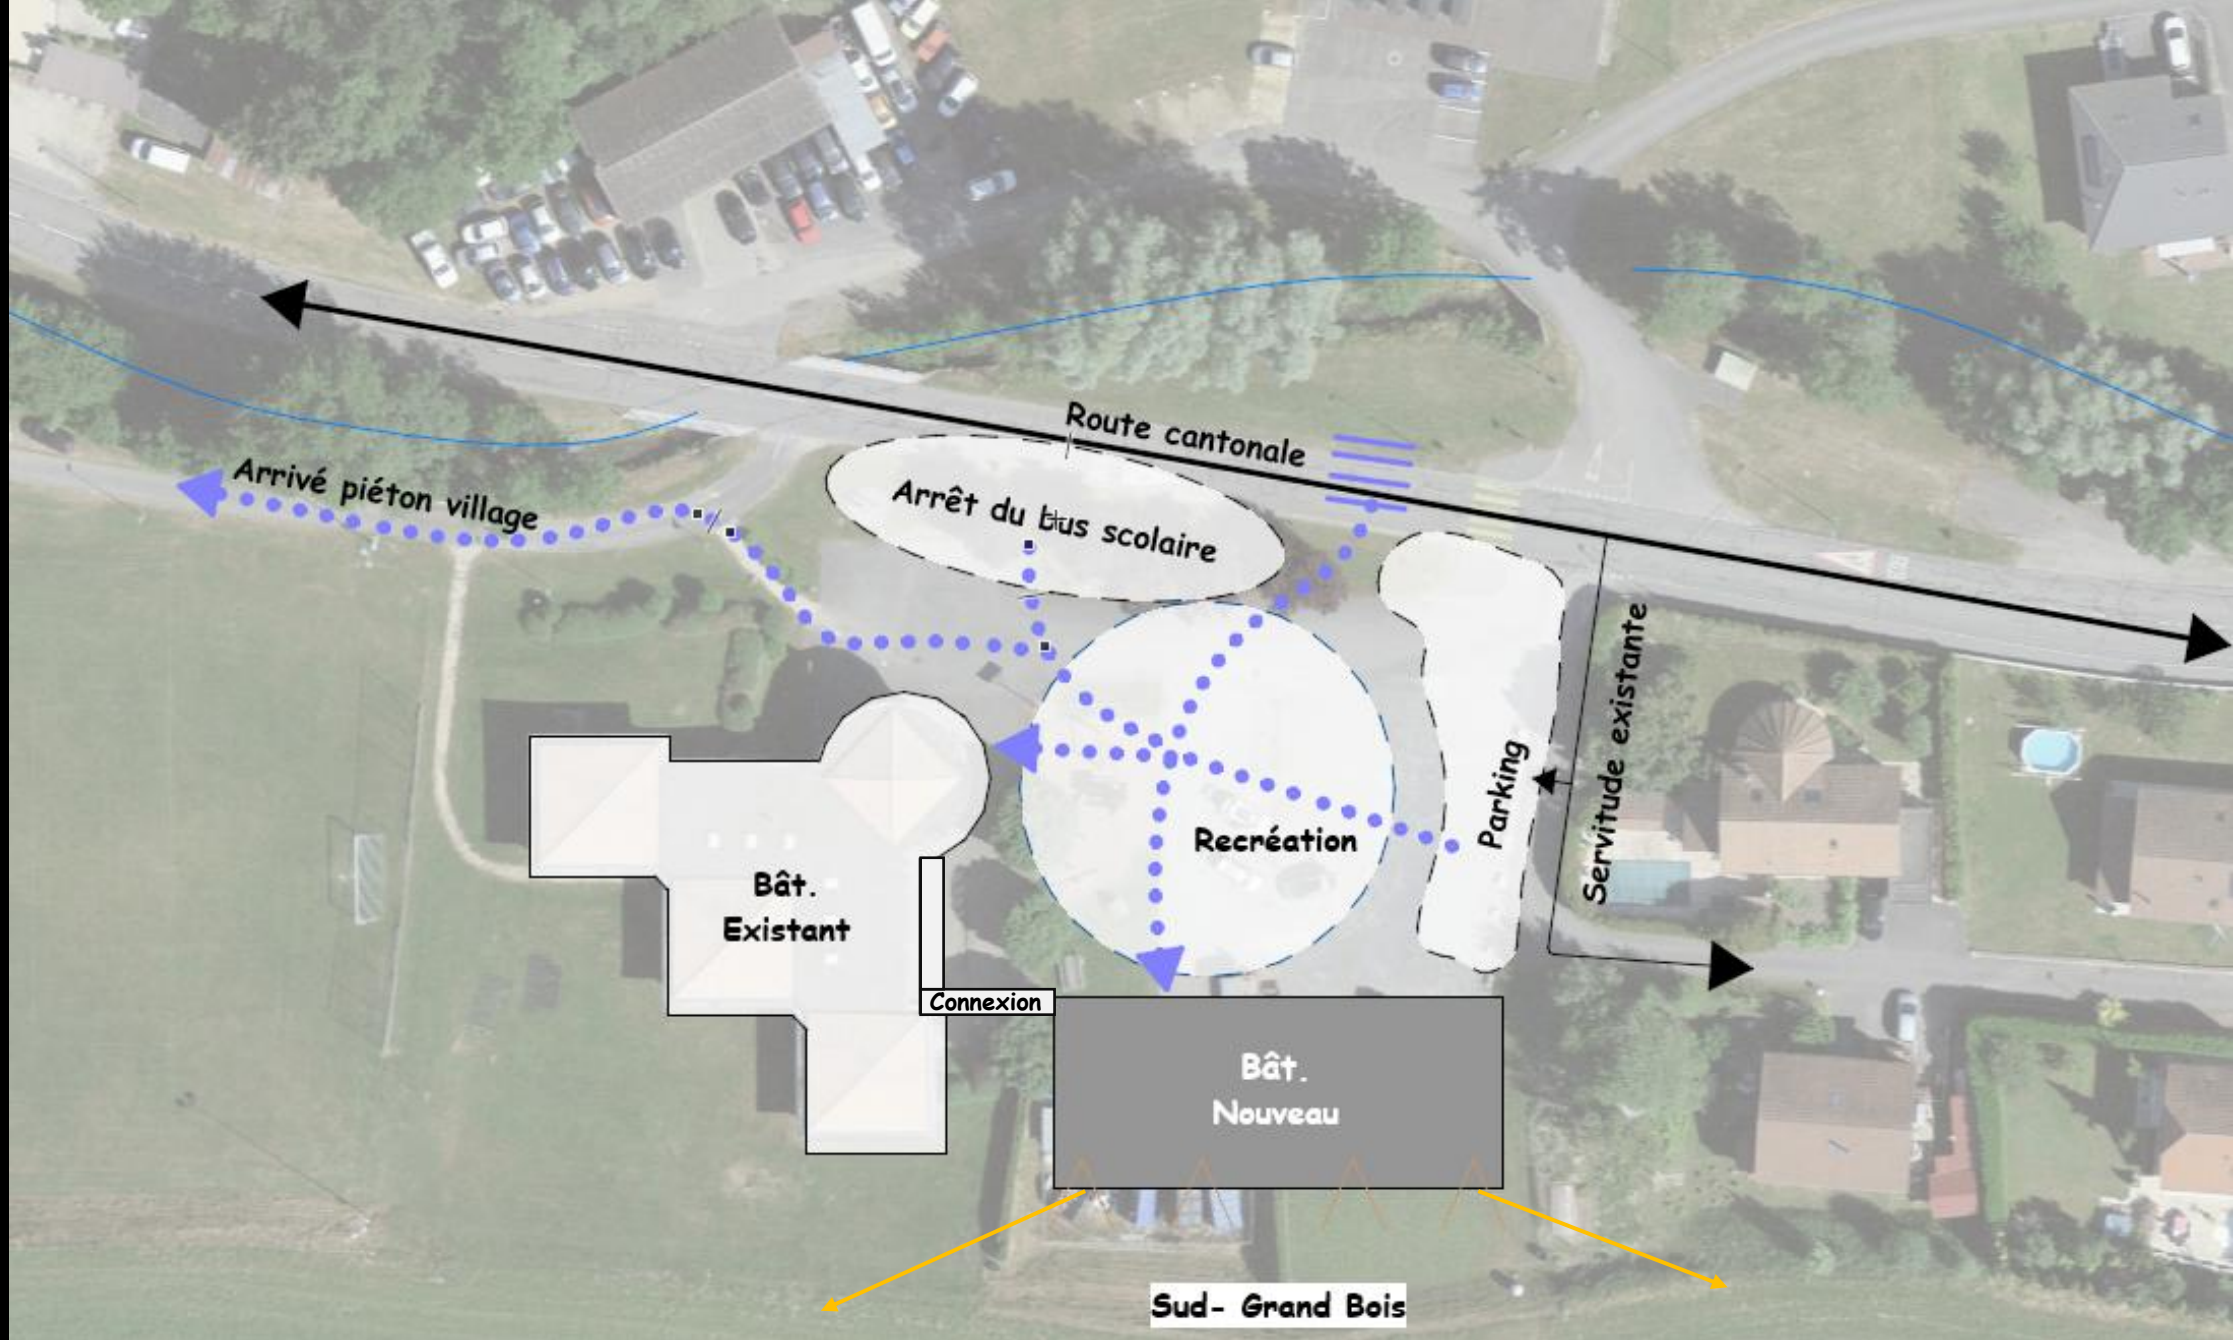 Route cantonale
Arrivé piéton village
Arrêt du bus scolaire
Servitude existante
Parking
Recréation
Bât.
Existant
Connexion
Bât.
Nouveau
Sud- Grand Bois